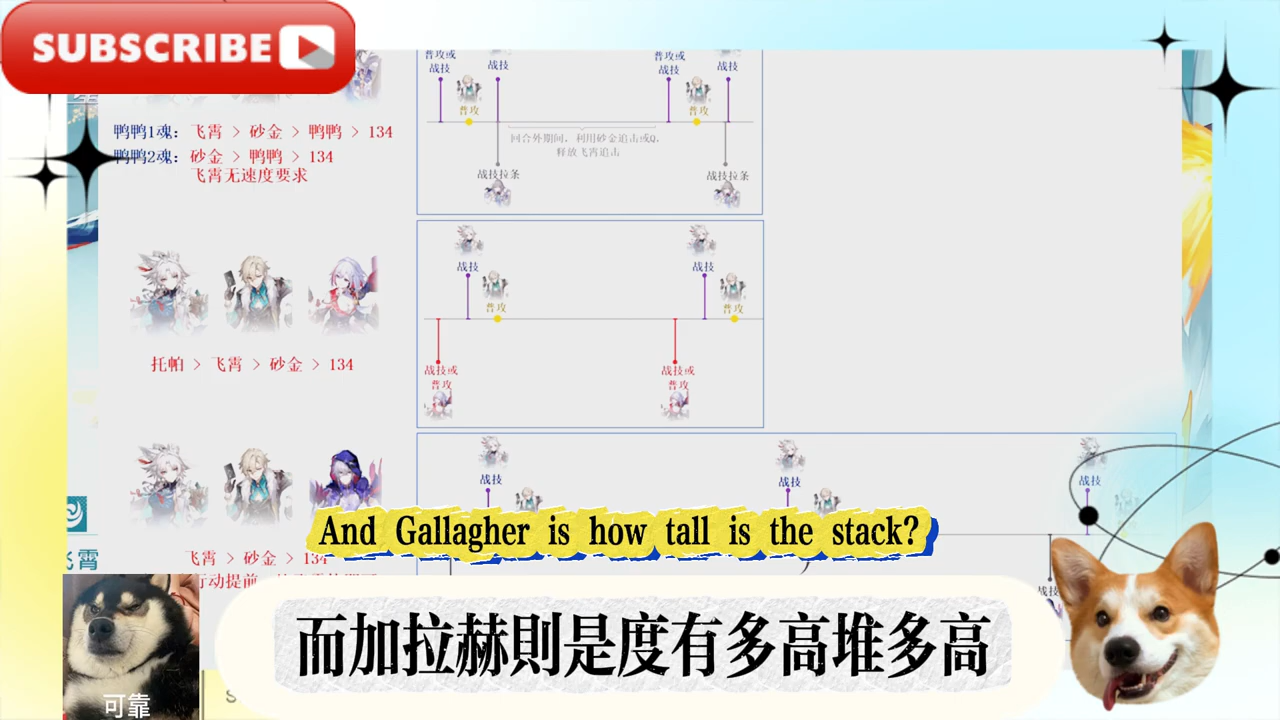 SUBSCRIBE
普攻或
战技
战技
普攻
普攻或
战技
战技
普攻
鸭鸭1魂：飞霄 > 砂金 > 鸭鸭 > 134
鸭鸭2魂：砂金 > 鸭鸭 > 134
飞霄无速度要求
回合外期间，利用砂金追击或Q，
释放飞霄追击
战技拉条
战技拉条
战技
普攻
战技
普攻
托帕 > 飞霄 > 砂金 > 134
战技或
普攻
战技或
普攻
战技
战技
战技
And Gallagher is how tall is the stack?
飞霄
飞霄 > 砂金 > 134
行动提前
而加拉赫則是度有多高堆多高
可靠
S